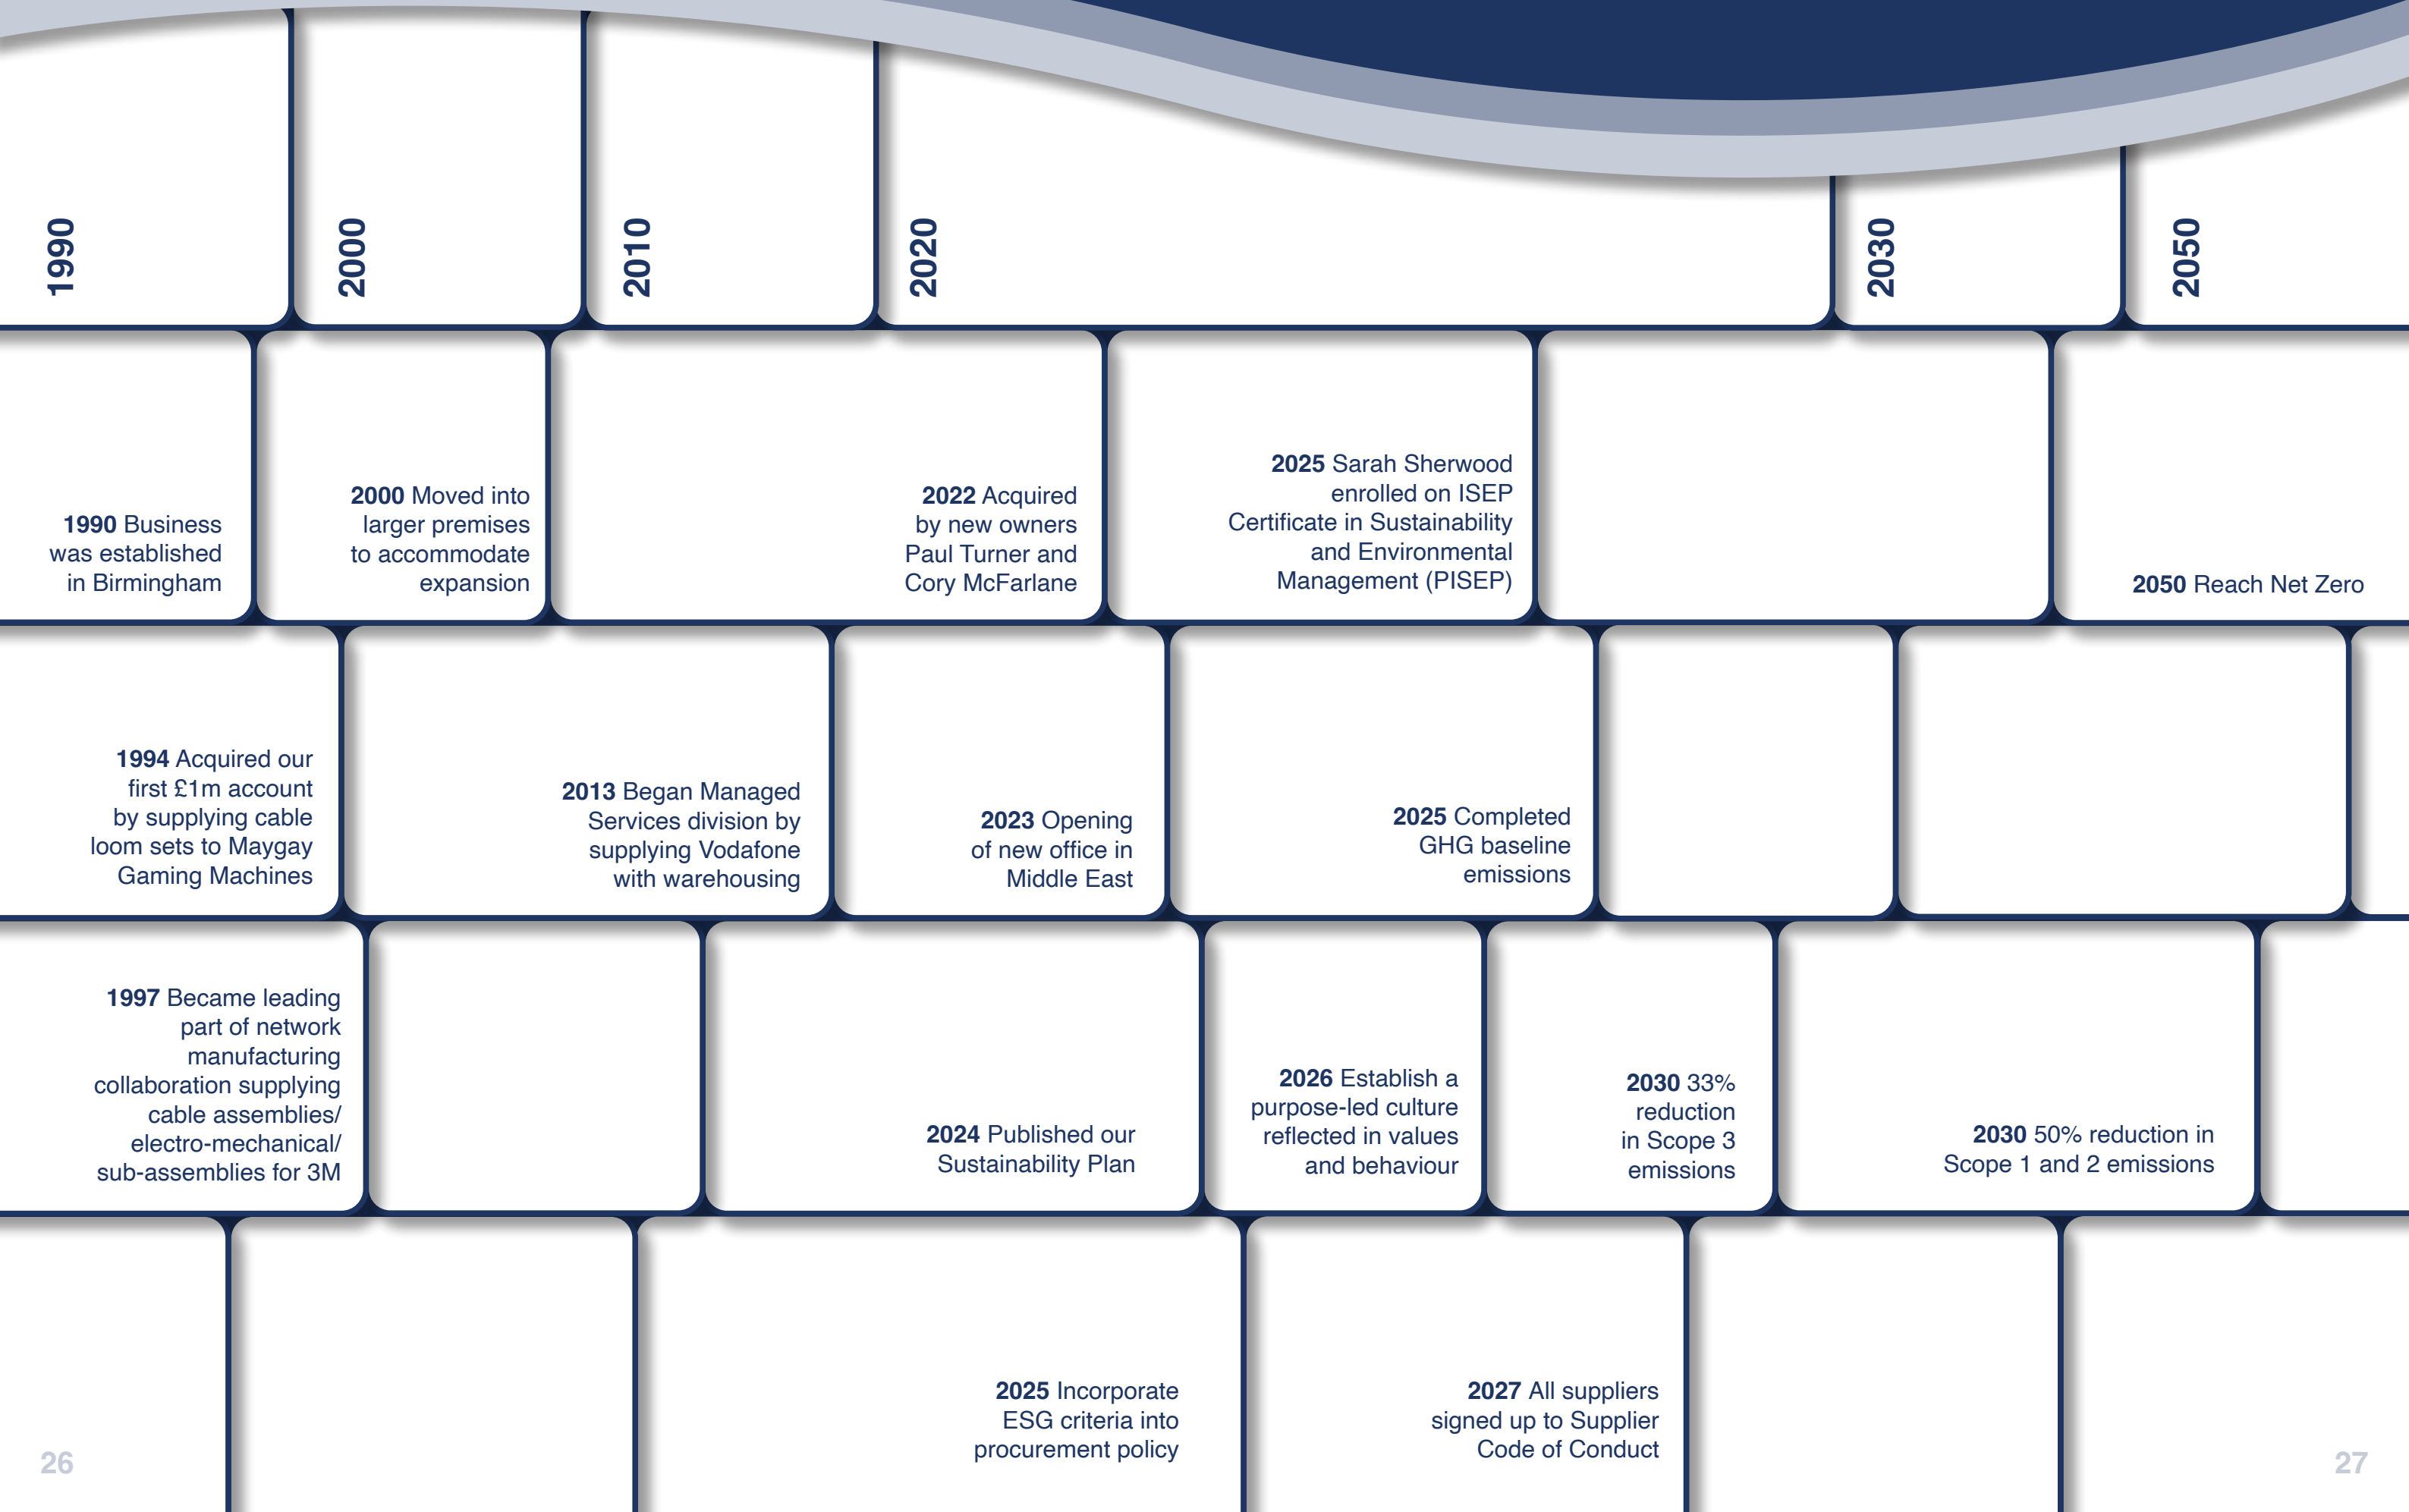 1990
2000
2010
2020
2030
2050
1990 Business
was established
in Birmingham
2000 Moved into
larger premises
to accommodate
expansion
2022 Acquired
by new owners
Paul Turner and
Cory McFarlane
2025 Sarah Sherwood
enrolled on ISEP
Certificate in Sustainability
and Environmental
Management (PISEP)
2050 Reach Net Zero
1994 Acquired our
first £1m account
by supplying cable
loom sets to Maygay
Gaming Machines
2013 Began Managed
Services division by
supplying Vodafone
with warehousing
2023 Opening
of new office in
Middle East
2025 Completed
GHG baseline
emissions
1997 Became leading
part of network
manufacturing
collaboration supplying
cable assemblies/
electro-mechanical/
sub-assemblies for 3M
2024 Published our
Sustainability Plan
2026 Establish a
purpose-led culture
reflected in values
and behaviour
2030 33%
reduction
in Scope 3
emissions
2030 50% reduction in
Scope 1 and 2 emissions
2025 Incorporate
ESG criteria into
procurement policy
2027 All suppliers
signed up to Supplier
Code of Conduct
26
27